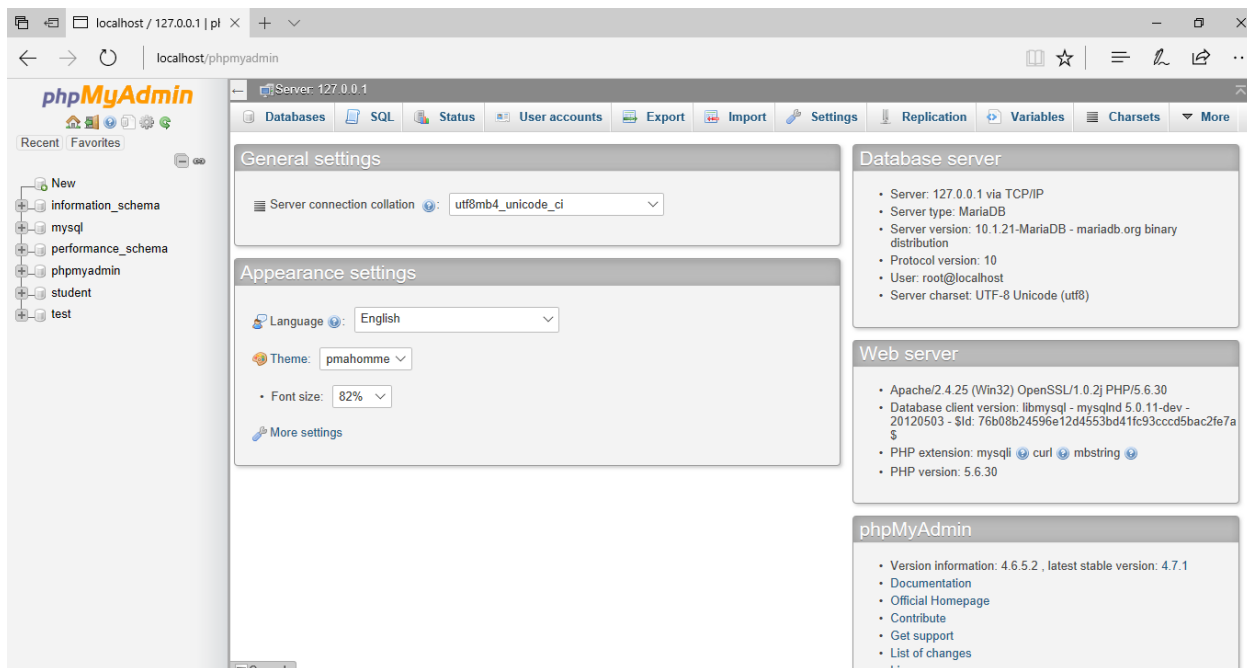 localhost / 127.0.0.1 | pl
localhost/phpmyadmin
phpMyAdmin
Recent Favorites
New
information_schema
mysql
performance_schema
phpmyadmin
student
test
Server: 127.0.0.1
Databases SQL Status User accounts Export Import Settings Replication Variables Charsets More
General settings
Server connection collation : utf8mb4_unicode_ci
Appearance settings
Language : English
Theme: pmahomme
• Font size: 82%
More settings
Database server
• Server: 127.0.0.1 via TCP/IP
• Server type: MariaDB
• Server version: 10.1.21-MariaDB - mariadb.org binary
distribution
• Protocol version: 10
• User: root@localhost
• Server charset: UTF-8 Unicode (utf8)
Web server
• Apache/2.4.25 (Win32) OpenSSL/1.0.2j PHP/5.6.30
• Database client version: libmysql - mysqlnd 5.0.11-dev -
20120503 - $Id: 76b08b24596e12d4553bd41fc93cccd5bac2fe7a
$
• PHP extension: mysqli curl mbstring
• PHP version: 5.6.30
phpMyAdmin
• Version information: 4.6.5.2 , latest stable version: 4.7.1
• Documentation
• Official Homepage
• Contribute
• Get support
• List of changes